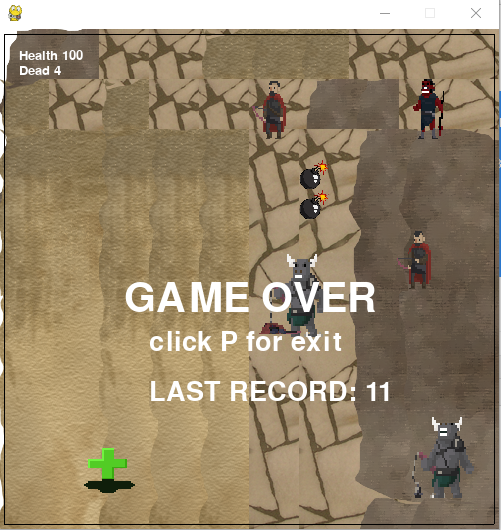 Health 100
Dead 4
GAME OVER
click P for exit
LAST RECORD: 11